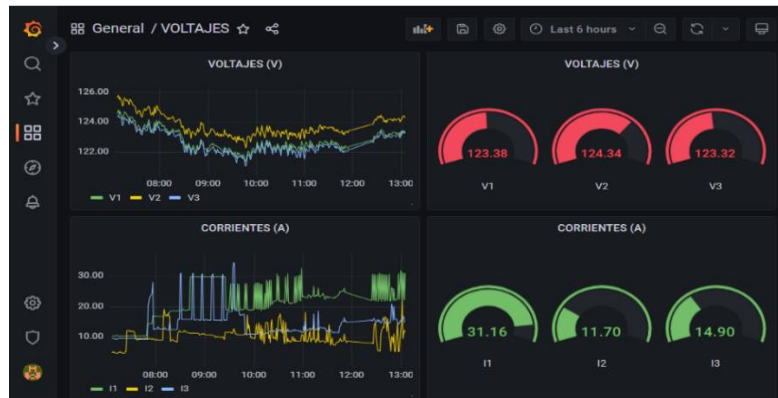 General / VOLTAJES
Last 6 hours
VOLTAJES (V)
126.00
124.00
122.00
08:00 09:00 10:00 11:00 12:00 13:00
V1 V2 V3
VOLTAJES (V)
123.38 124.34 123.32
V1 V2 V3
CORRIENTES (A)
30.00
20.00
10.00
08:00 09:00 10:00 11:00 12:00 13:00
I1 I2 I3
CORRIENTES (A)
31.16 11.70 14.90
I1 I2 I3